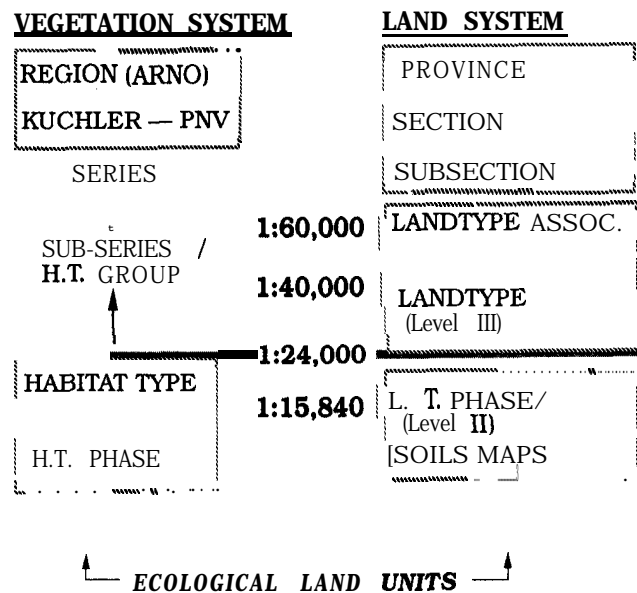 VEGETATION SYSTEM
REGION (ARNO)
KUCHLER — PNV
SERIES
SUB-SERIES /
H.T. GROUP
HABITAT TYPE
H.T. PHASE
1:60,000
1:40,000
1:24,000
1:15,840
LAND SYSTEM
PROVINCE
SECTION
SUBSECTION
LANDTYPE ASSOC.
LANDTYPE
(Level III)
L. T. PHASE/
(Level II)
[SOILS MAPS
ECOLOGICAL LAND UNITS